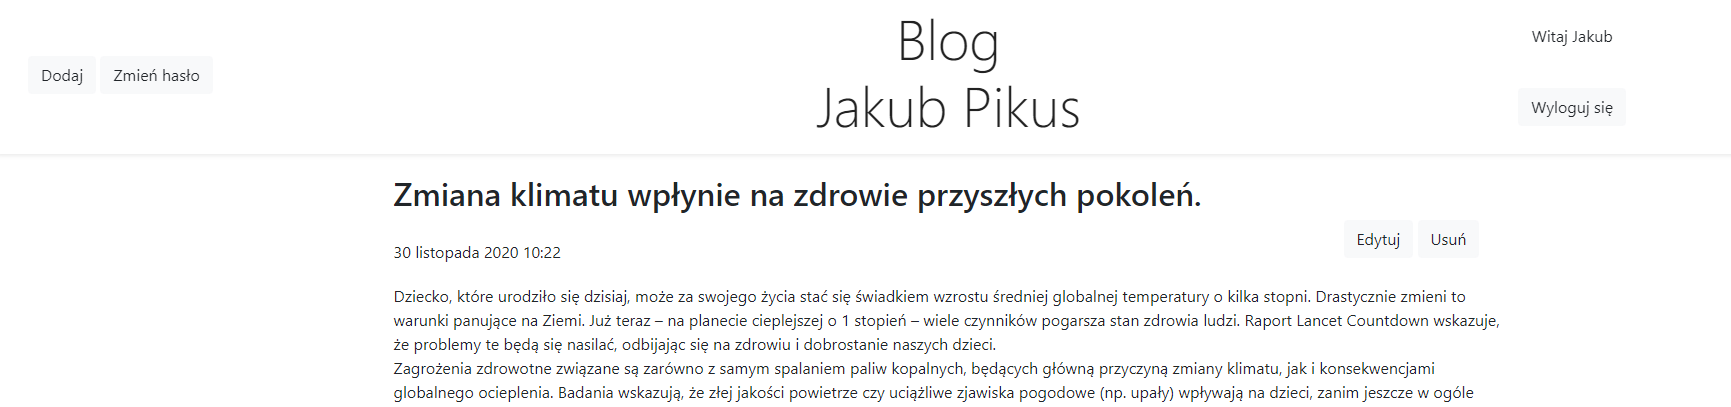 Dodaj
Zmień hasło
Blog
Jakub Pikus
Witaj Jakub
Wyloguj się
Zmiana klimatu wpłynie na zdrowie przyszłych pokoleń.
30 listopada 2020 10:22
Edytuj
Usuń
Dziecko, które urodziło się dzisiaj, może za swojego życia stać się świadkiem wzrostu średniej globalnej temperatury o kilka stopni. Drastycznie zmieni to
warunki panujące na Ziemi. Już teraz – na planecie cieplejszej o 1 stopień – wiele czynników pogarsza stan zdrowia ludzi. Raport Lancet Countdown wskazuje,
że problemy te będą się nasilać, odbijając się na zdrowiu i dobrostanie naszych dzieci.
Zagrożenia zdrowotne związane są zarówno z samym spalaniem paliw kopalnych, będących główną przyczyną zmiany klimatu, jak i konsekwencjami
globalnego ocieplenia. Badania wskazują, że złej jakości powietrze czy uciążliwe zjawiska pogodowe (np. upały) wpływają na dzieci, zanim jeszcze w ogóle